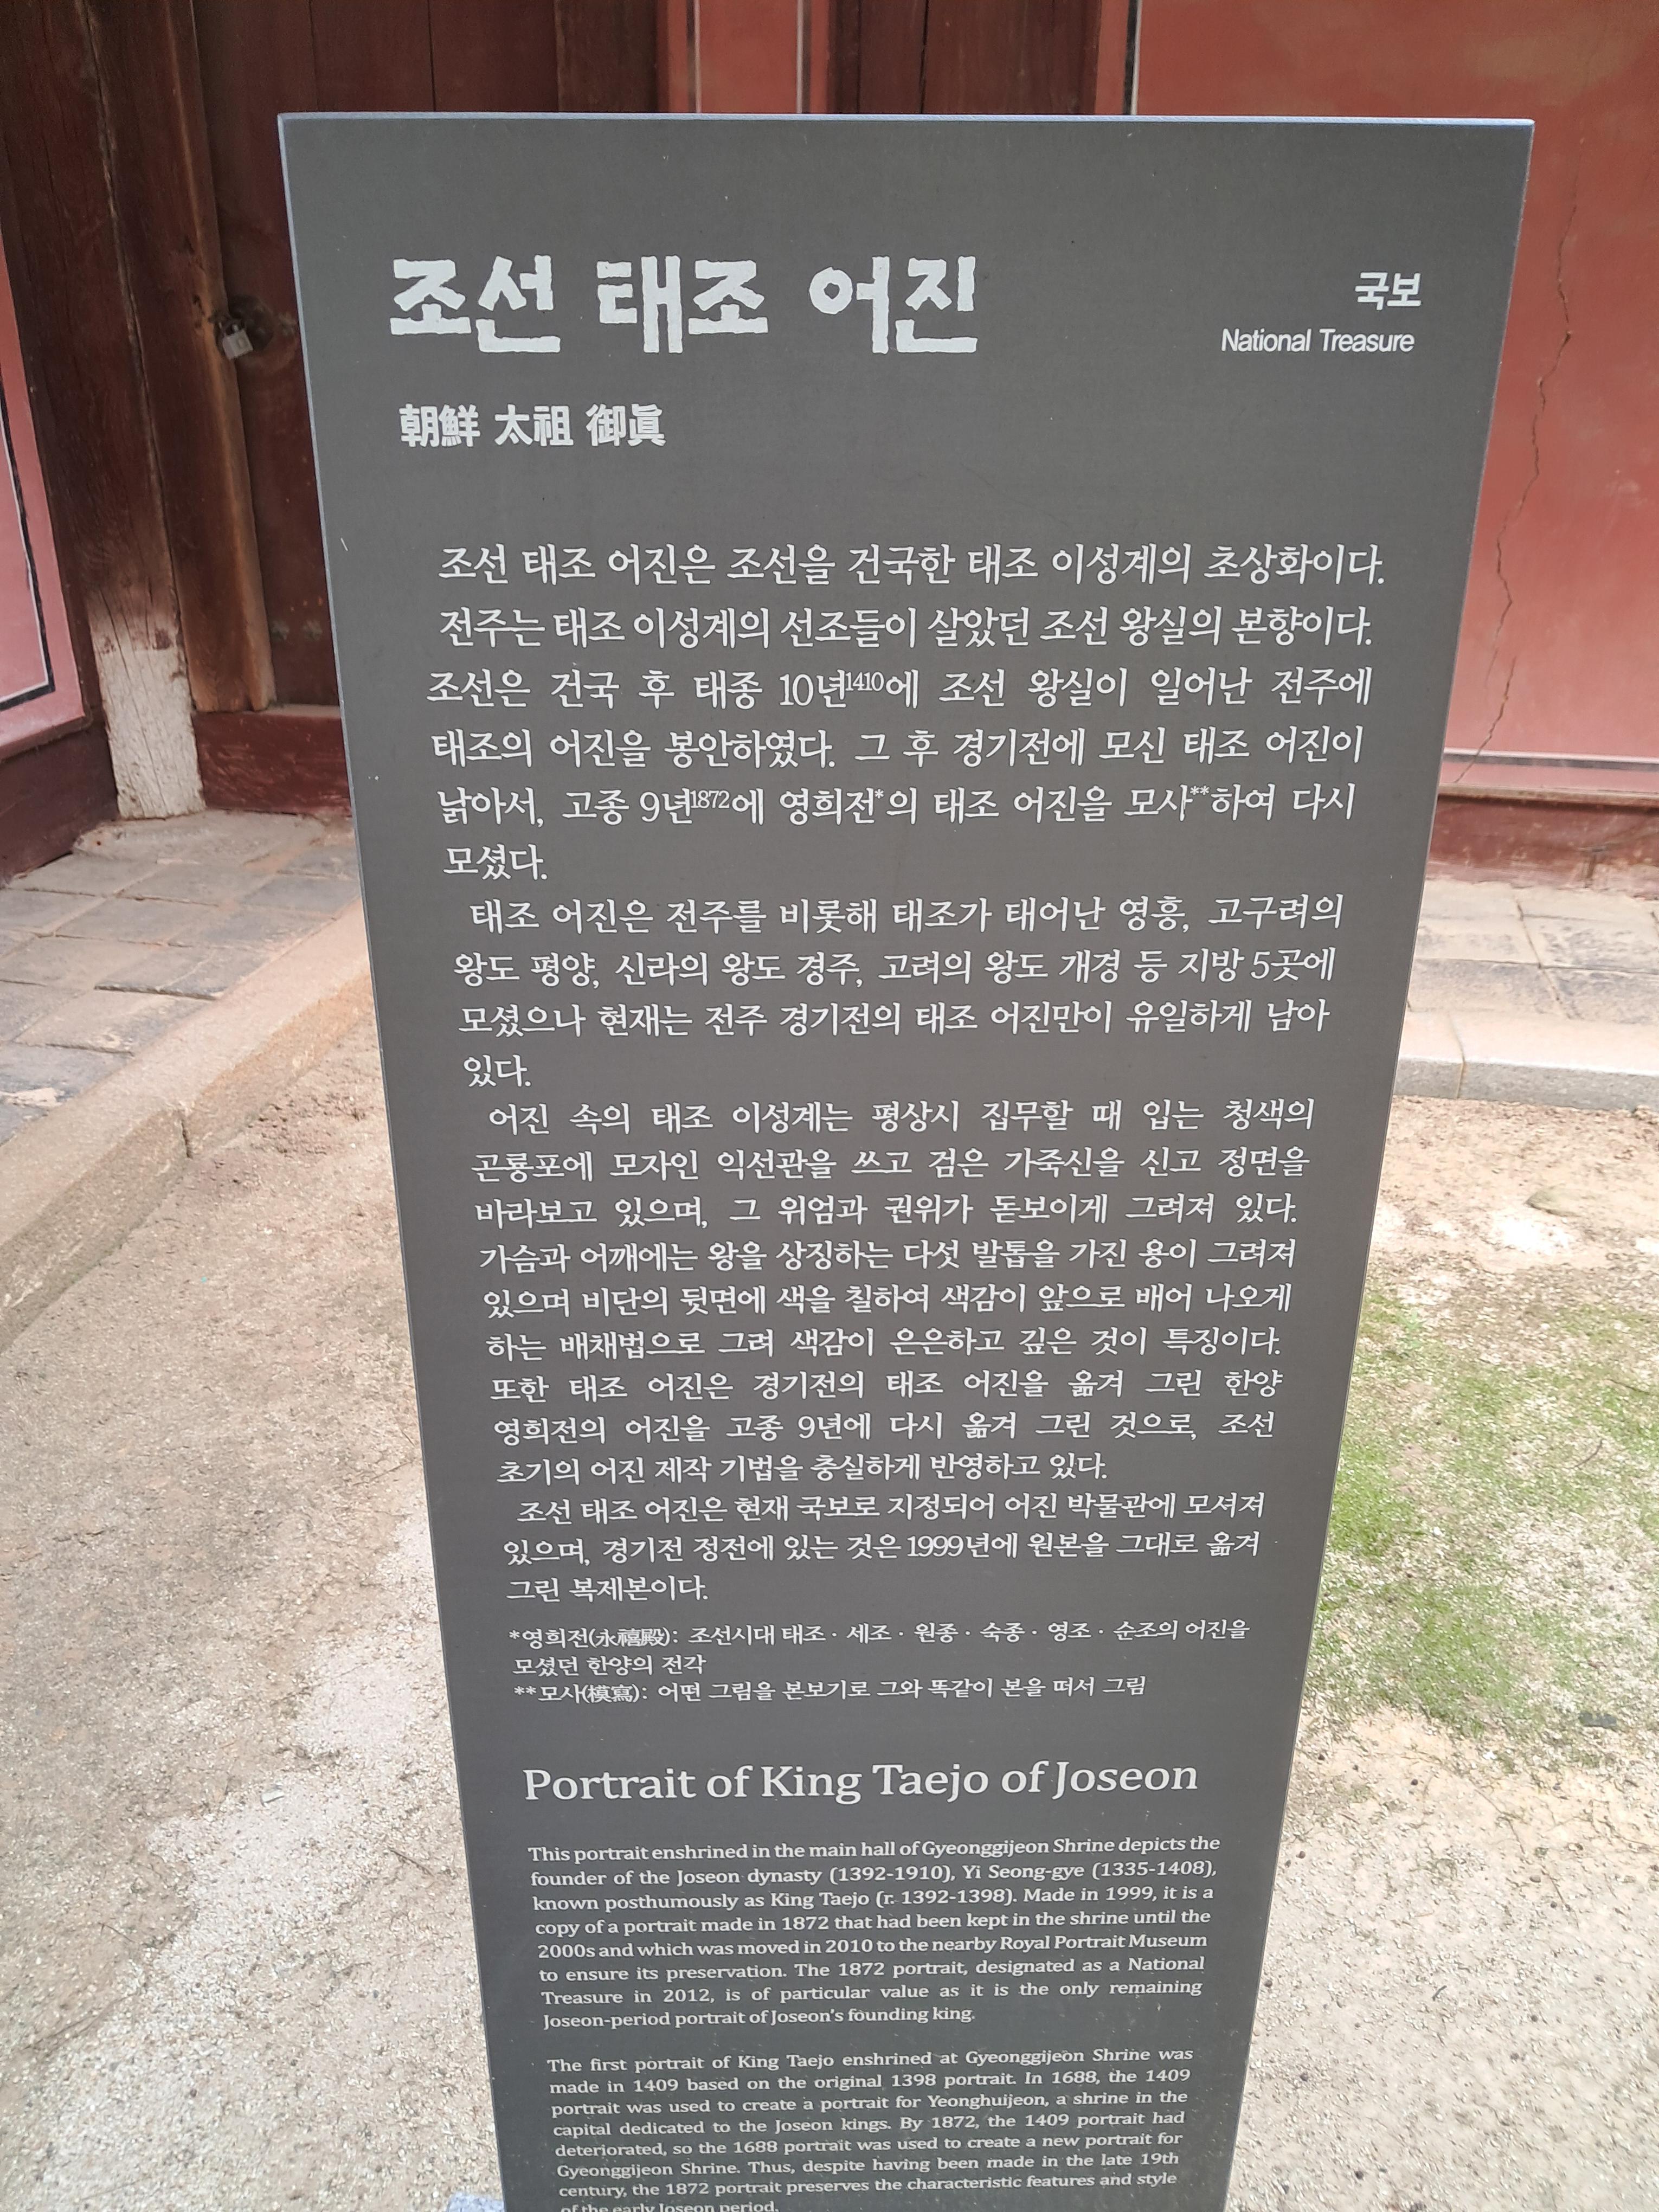 조선 태조 어진
국보
National Treasure
朝鮮 太祖 御眞
조선 태조 어진은 조선을 건국한 태조 이성계의 초상화이다.
전주는 태조 이성계의 선조들이 살았던 조선 왕실의 본향이다.
조선은 건국 후 태종 10년1410에 조선 왕실이 일어난 전주에
태조의 어진을 봉안하였다. 그 후 경기전에 모신 태조 어진이
낡아서, 고종 9년1872에 영희전*의 태조 어진을 모사**하여 다시
모셨다.
태조 어진은 전주를 비롯해 태조가 태어난 영흥, 고구려의
왕도 평양, 신라의 왕도 경주, 고려의 왕도 개경 등 지방 5곳에
모셨으나 현재는 전주 경기전의 태조 어진만이 유일하게 남아
있다.
어진 속의 태조 이성계는 평상시 집무할 때 입는 청색의
곤룡포에 모자인 익선관을 쓰고 검은 가죽신을 신고 정면을
바라보고 있으며, 그 위엄과 권위가 돋보이게 그려져 있다.
가슴과 어깨에는 왕을 상징하는 다섯 발톱을 가진 용이 그려져
있으며 비단의 뒷면에 색을 칠하여 색감이 앞으로 배어 나오게
하는 배채법으로 그려 색감이 은은하고 깊은 것이 특징이다.
또한 태조 어진은 경기전의 태조 어진을 옮겨 그린 한양
영희전의 어진을 고종 9년에 다시 옮겨 그린 것으로, 조선
초기의 어진 제작 기법을 충실하게 반영하고 있다.
조선 태조 어진은 현재 국보로 지정되어 어진 박물관에 모셔져
있으며, 경기전 정전에 있는 것은 1999년에 원본을 그대로 옮겨
그린 복제본이다.
*영희전(永禧殿): 조선시대 태조 · 세조 · 원종 · 숙종 · 영조 · 순조의 어진을
모셨던 한양의 전각
**모사(模寫): 어떤 그림을 본보기로 그와 똑같이 본을 떠서 그림
Portrait of King Taejo of Joseon
This portrait enshrined in the main hall of Gyeonggijeon Shrine depicts the
founder of the Joseon dynasty (1392-1910), Yi Seong-gye (1335-1408),
known posthumously as King Taejo (r. 1392-1398). Made in 1999, it is a
copy of a portrait made in 1872 that had been kept in the shrine until the
2000s and which was moved in 2010 to the nearby Royal Portrait Museum
to ensure its preservation. The 1872 portrait, designated as a National
Treasure in 2012, is of particular value as it is the only remaining
Joseon-period portrait of Joseon's founding king.
The first portrait of King Taejo enshrined at Gyeonggijeon Shrine was
made in 1409 based on the original 1398 portrait. In 1688, the 1409
portrait was used to create a portrait for Yeonghuijeon, a shrine in the
capital dedicated to the Joseon kings. By 1872, the 1409 portrait had
deteriorated, so the 1688 portrait was used to create a new portrait for
Gyeonggijeon Shrine. Thus, despite having been made in the late 19th
century, the 1872 portrait preserves the characteristic features and style
of the early Joseon period.